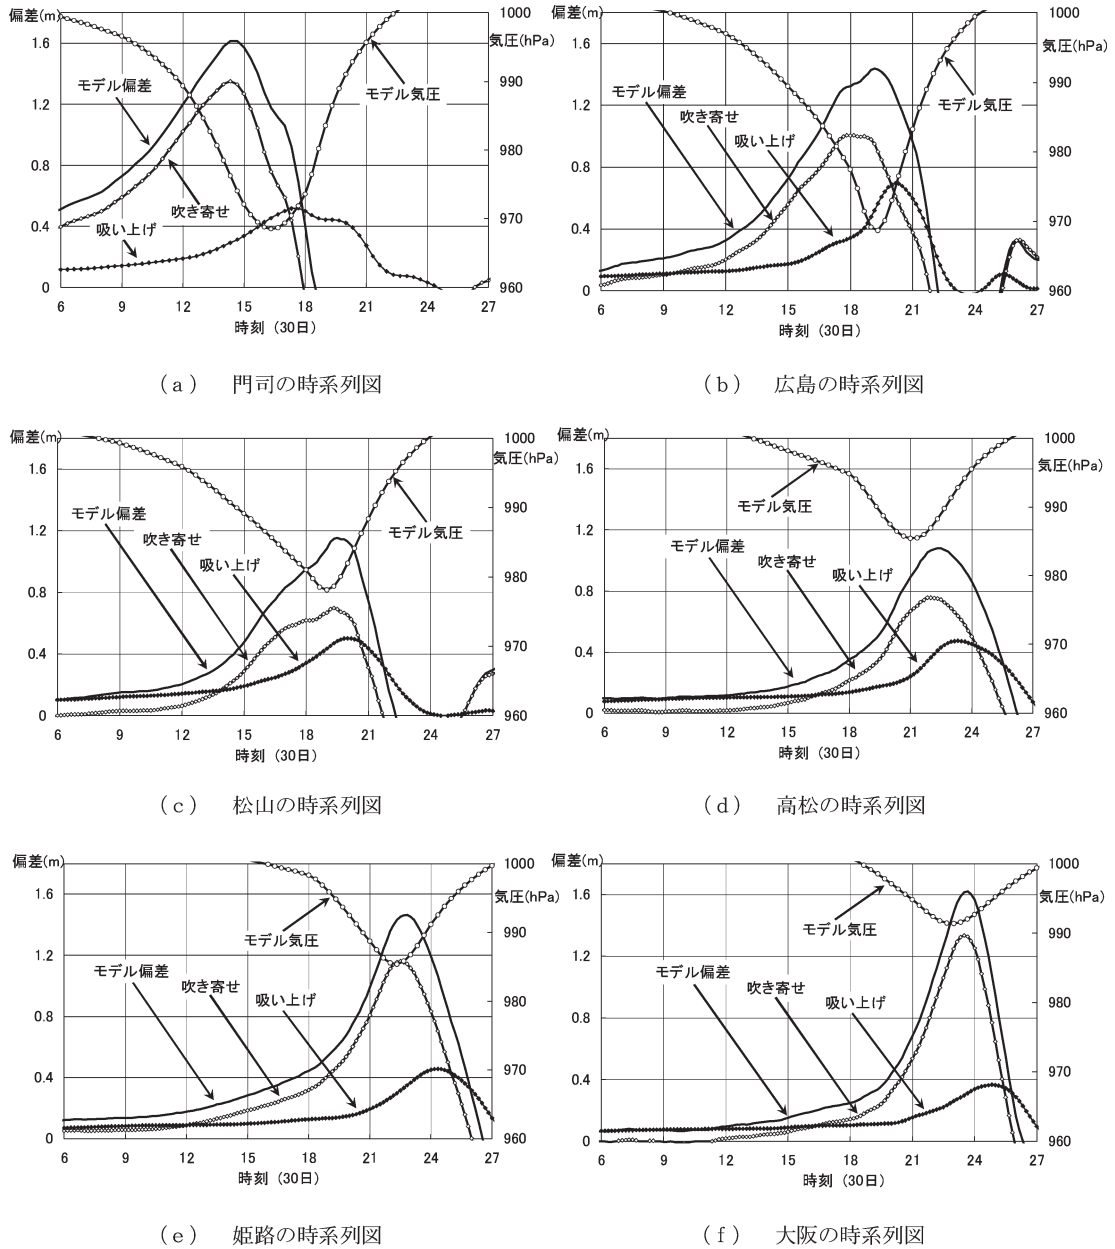 偏差(m)
1.6
1.2
0.8
0.4
0
1000
気圧(hPa)
990
980
970
960
モデル偏差
モデル気圧
吹き寄せ
吸い上げ
6 9 12 15 18 21 24 27
時刻 (30日)
(a) 門司の時系列図
偏差(m)
1.6
1.2
0.8
0.4
0
1000
気圧(hPa)
990
980
970
960
モデル偏差
吹き寄せ
吸い上げ
モデル気圧
6 9 12 15 18 21 24 27
時刻 (30日)
(b) 広島の時系列図
偏差(m)
1.6
1.2
0.8
0.4
0
1000
気圧(hPa)
990
980
970
960
モデル偏差
吹き寄せ
吸い上げ
モデル気圧
6 9 12 15 18 21 24 27
時刻 (30日)
(c) 松山の時系列図
偏差(m)
1.6
1.2
0.8
0.4
0
1000
気圧(hPa)
990
980
970
960
モデル気圧
モデル偏差
吹き寄せ
吸い上げ
6 9 12 15 18 21 24 27
時刻 (30日)
(d) 高松の時系列図
偏差(m)
1.6
1.2
0.8
0.4
0
1000
気圧(hPa)
990
980
970
960
モデル気圧
モデル偏差
吹き寄せ
吸い上げ
6 9 12 15 18 21 24 27
時刻 (30日)
(e) 姫路の時系列図
偏差(m)
1.6
1.2
0.8
0.4
0
1000
気圧(hPa)
990
980
970
960
モデル気圧
モデル偏差
吹き寄せ
吸い上げ
6 9 12 15 18 21 24 27
時刻 (30日)
(f) 大阪の時系列図